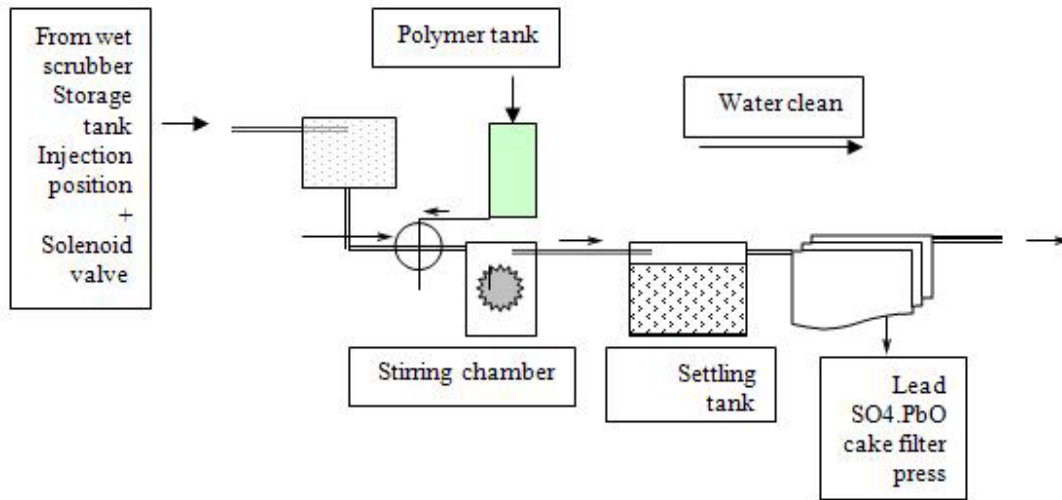 From wet
scrubber
Storage
tank
Injection
position
+
Solenoid
valve
Polymer tank
Water clean
Stirring chamber
Settling
tank
Lead
SO4.PbO
cake filter
press